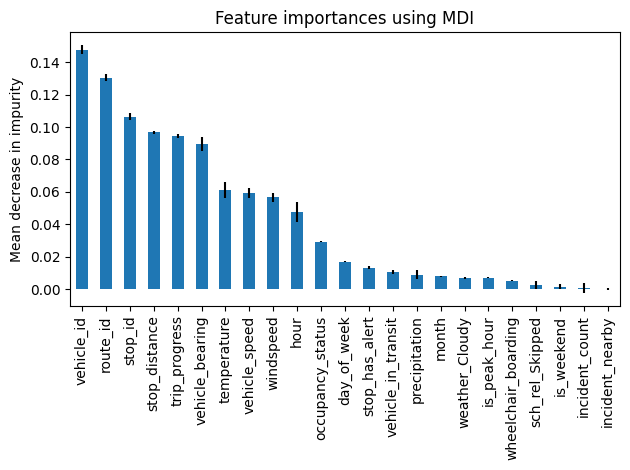 Feature importances using MDI
Mean decrease in impurity
0.14
0.12
0.10
0.08
0.06
0.04
0.02
0.00
vehicle_id
route_id
stop_id
stop_distance
trip_progress
vehicle_bearing
temperature
vehicle_speed
windspeed
hour
occupancy_status
day_of_week
stop_has_alert
vehicle_in_transit
precipitation
month
weather_Cloudy
is_peak_hour
wheelchair_boarding
sch_rel_Skipped
is_weekend
incident_count
incident_nearby